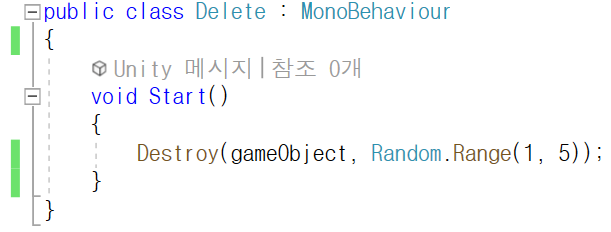 public class Delete : MonoBehaviour
{
Unity 메시지|참조 0개
void Start()
{
Destroy(gameObject, Random.Range(1, 5));
}
}